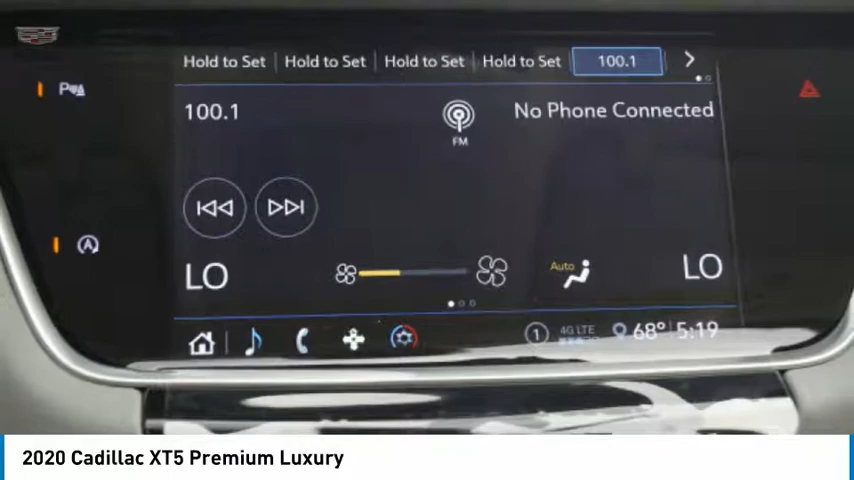 Hold to Set Hold to Set Hold to Set Hold to Set 100.1
P
100.1 No Phone Connected
FM
A
LO Auto LO
1 4G LTE 68° 5:19
2020 Cadillac XT5 Premium Luxury